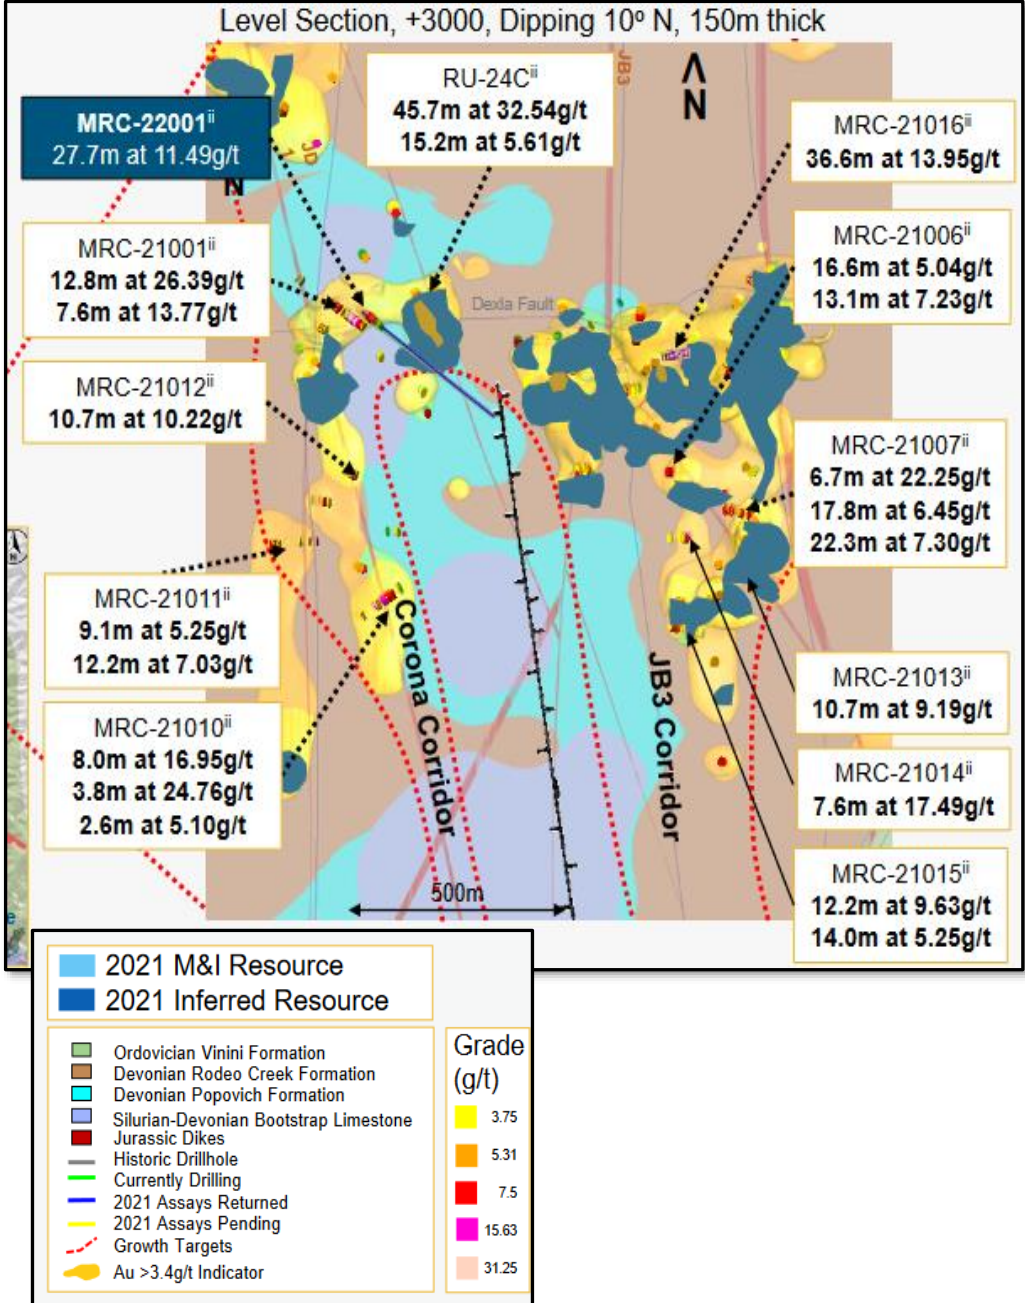 Level Section, +3000, Dipping 10º N, 150m thick
MRC-22001ⁱⁱ
27.7m at 11.49g/t
RU-24Cⁱⁱ
45.7m at 32.54g/t
15.2m at 5.61g/t
JB3
N
MRC-21016ⁱⁱ
36.6m at 13.95g/t
N
MRC-21001ⁱⁱ
12.8m at 26.39g/t
7.6m at 13.77g/t
MRC-21006ⁱⁱ
16.6m at 5.04g/t
13.1m at 7.23g/t
Dexla Fault
MRC-21012ⁱⁱ
10.7m at 10.22g/t
MRC-21007ⁱⁱ
6.7m at 22.25g/t
17.8m at 6.45g/t
22.3m at 7.30g/t
MRC-21011ⁱⁱ
9.1m at 5.25g/t
12.2m at 7.03g/t
Corona Corridor
JB3 Corridor
MRC-21013ⁱⁱ
10.7m at 9.19g/t
MRC-21010ⁱⁱ
8.0m at 16.95g/t
3.8m at 24.76g/t
2.6m at 5.10g/t
MRC-21014ⁱⁱ
7.6m at 17.49g/t
MRC-21015ⁱⁱ
12.2m at 9.63g/t
14.0m at 5.25g/t
500m
2021 M&I Resource
2021 Inferred Resource
Ordovician Vinini Formation
Devonian Rodeo Creek Formation
Devonian Popovich Formation
Silurian-Devonian Bootstrap Limestone
Jurassic Dikes
Historic Drillhole
Currently Drilling
2021 Assays Returned
2021 Assays Pending
Growth Targets
Au >3.4g/t Indicator
Grade
(g/t)
3.75
5.31
7.5
15.63
31.25